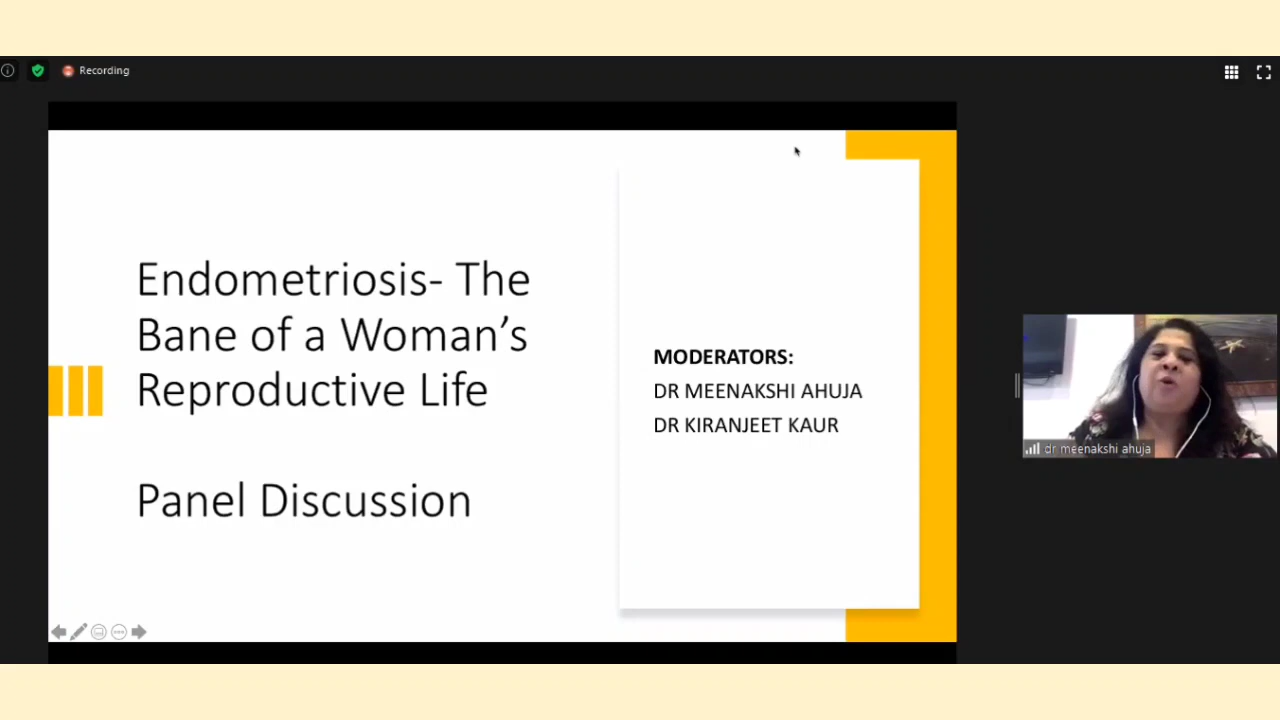 Recording
Endometriosis- The
Bane of a Woman’s
Reproductive Life
Panel Discussion
MODERATORS:
DR MEENAKSHI AHUJA
DR KIRANJEET KAUR
dr meenakshi ahuja